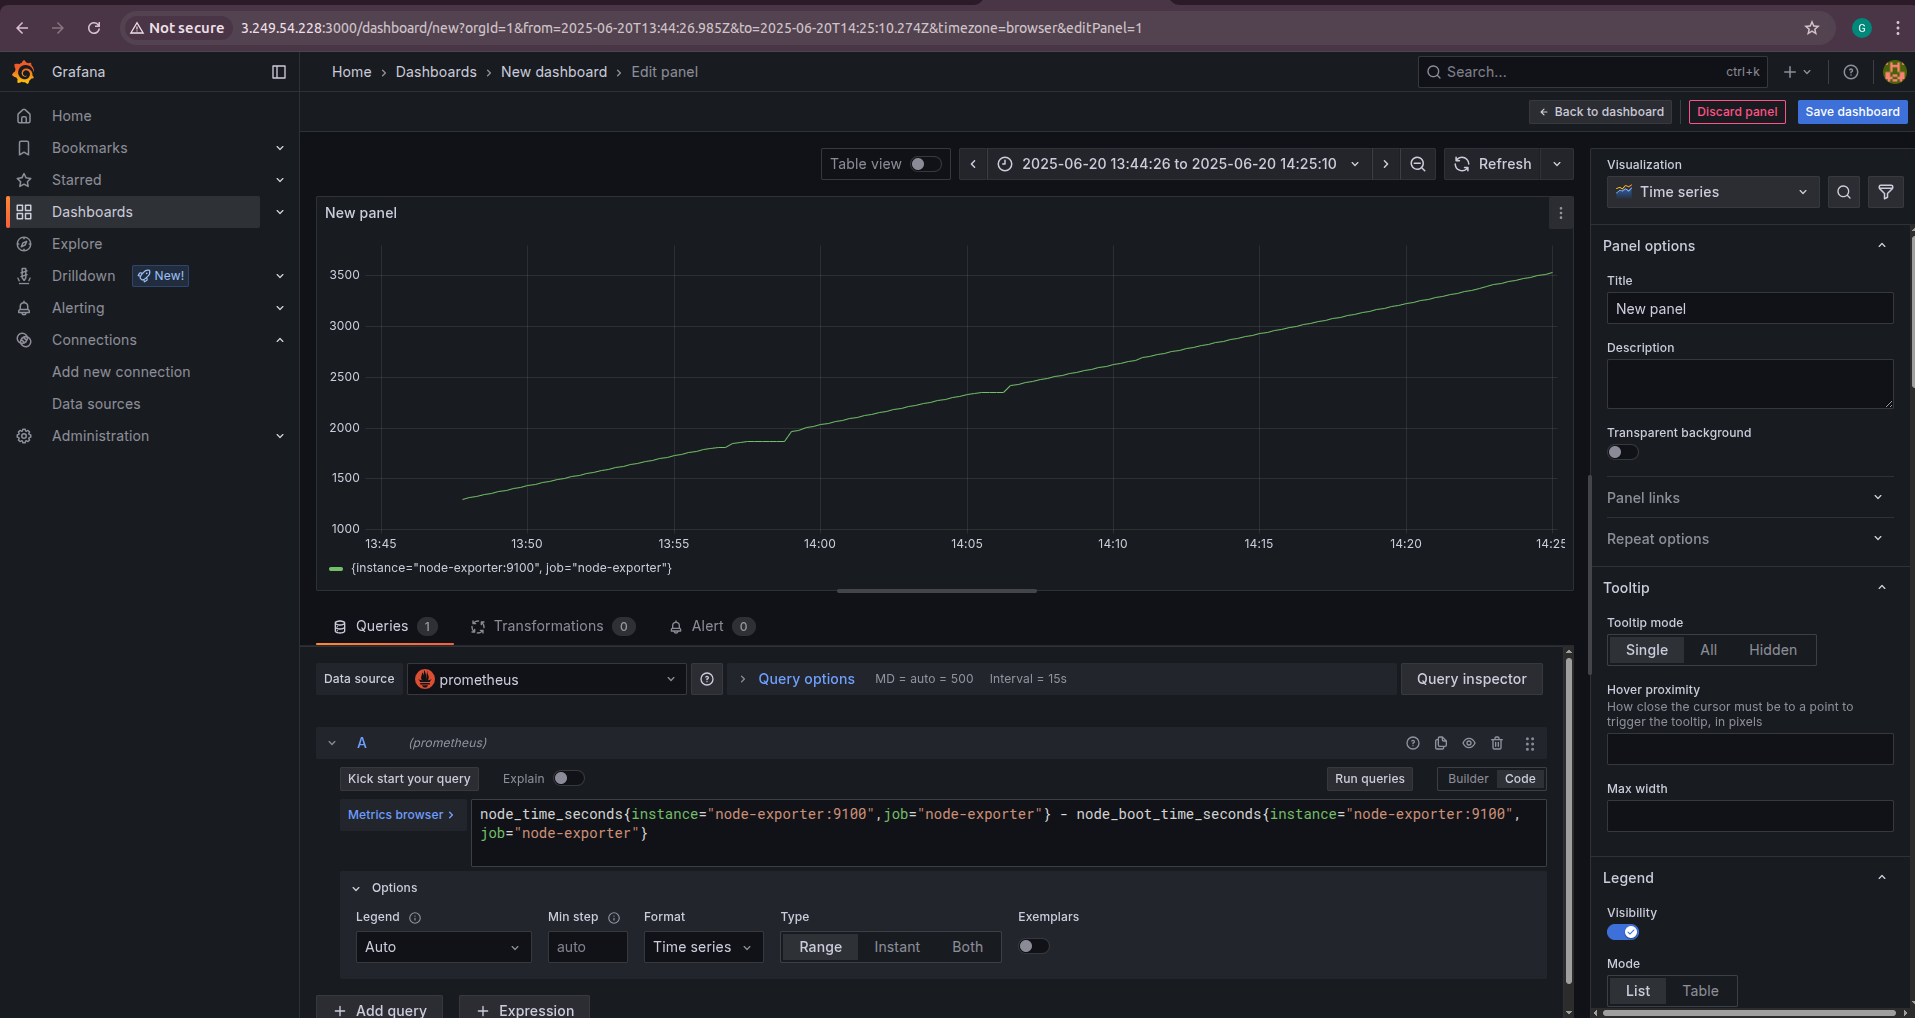 Not secure 3.249.54.228:3000/dashboard/new?orgId=1&from=2025-06-20T13:44:26.985Z&to=2025-06-20T14:25:10.274Z&timezone=browser&editPanel=1 G
Grafana
Home › Dashboards › New dashboard › Edit panel
Search... ctrl+k
Back to dashboard Discard panel Save dashboard
Home
Bookmarks
Starred
Dashboards
Explore
Drilldown New!
Alerting
Connections
Add new connection
Data sources
Administration
Table view 2025-06-20 13:44:26 to 2025-06-20 14:25:10 Refresh
New panel
3500
3000
2500
2000
1500
1000
13:45 13:50 13:55 14:00 14:05 14:10 14:15 14:20 14:25
{instance="node-exporter:9100", job="node-exporter"}
Queries 1 Transformations 0 Alert 0
Data source prometheus Query options MD = auto = 500 Interval = 15s Query inspector
A (prometheus)
Kick start your query Explain Run queries Builder Code
Metrics browser >
node_time_seconds{instance="node-exporter:9100",job="node-exporter"} - node_boot_time_seconds{instance="node-exporter:9100",
job="node-exporter"}
Options
Legend Min step Format Type Exemplars
Auto auto Time series Range Instant Both
+ Add query + Expression
Visualization
Time series
Panel options
Title
New panel
Description
Transparent background
Panel links
Repeat options
Tooltip
Tooltip mode
Single All Hidden
Hover proximity
How close the cursor must be to a point to
trigger the tooltip, in pixels
Max width
Legend
Visibility
Mode
List Table